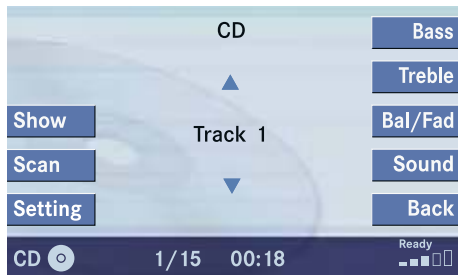 CD
Bass
Treble
Show
Track 1
Bal/Fad
Scan
Sound
Setting
Back
CD 1/15 00:18 Ready